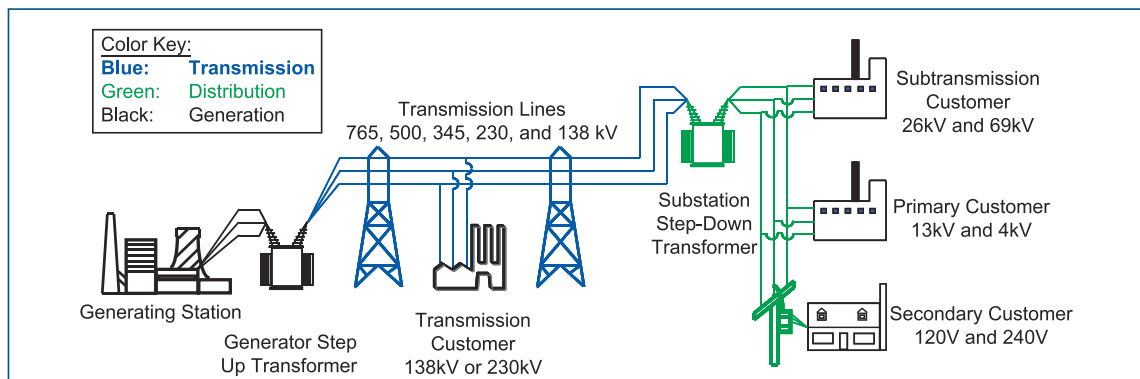 Color Key:
Blue: Transmission
Green: Distribution
Black: Generation
Transmission Lines
765, 500, 345, 230, and 138 kV
Subtransmission
Customer
26kV and 69kV
Substation
Step-Down
Transformer
Primary Customer
13kV and 4kV
Generating Station
Generator Step
Up Transformer
Transmission
Customer
138kV or 230kV
Secondary Customer
120V and 240V